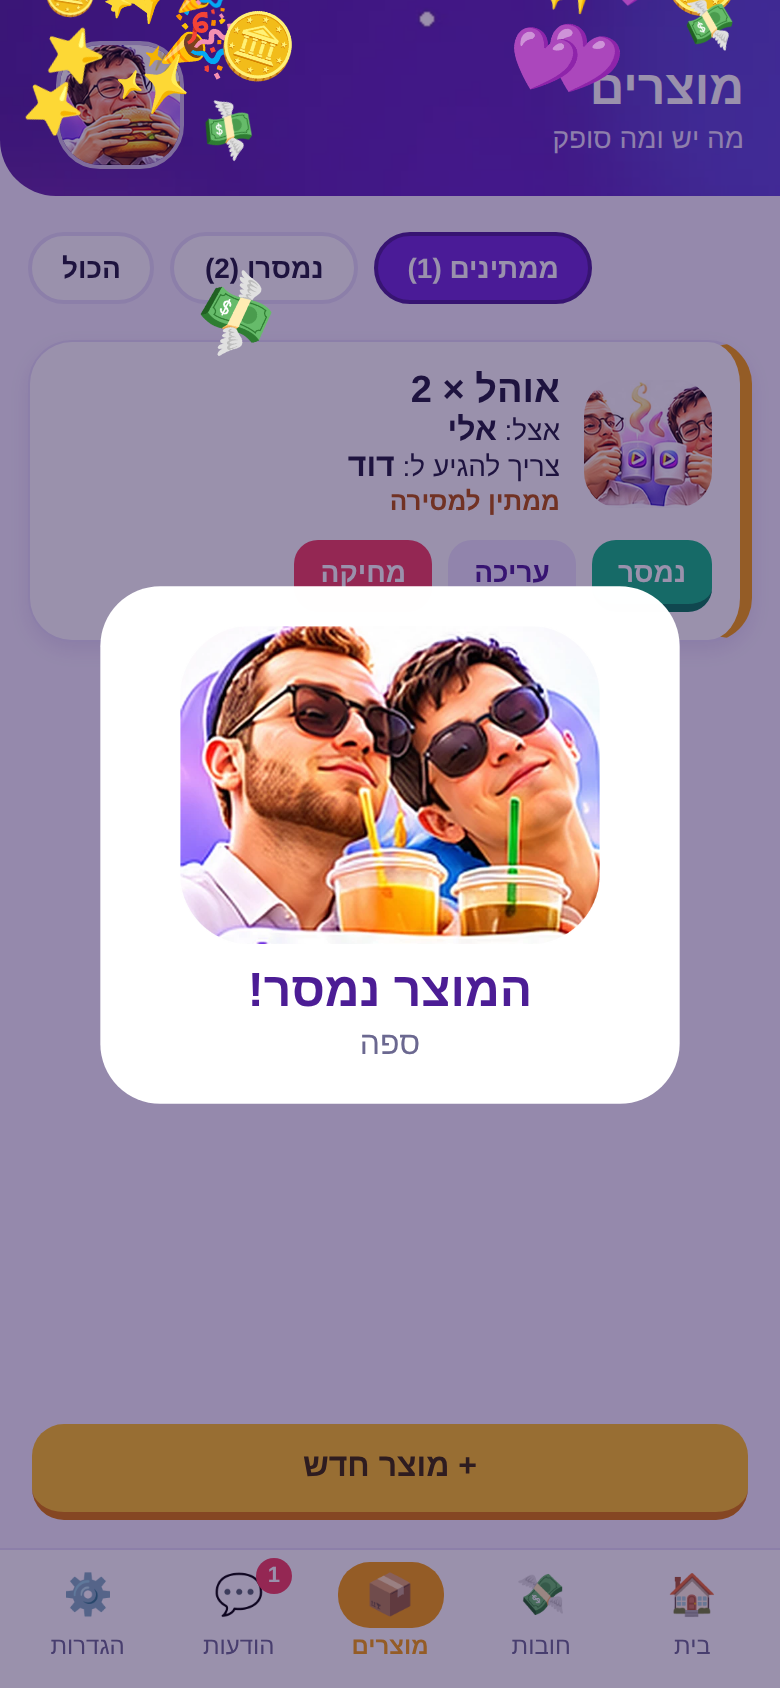 מוצרים
מה יש ומה סופק
ממתינים (1)
נמסרו (2)
הכול
אוהל × 2
אצל: אלי
צריך להגיע ל: דוד
ממתין למסירה
נמסר
עריכה
מחיקה
המוצר נמסר!
ספה
+ מוצר חדש
בית
חובות
מוצרים
1
הודעות
הגדרות